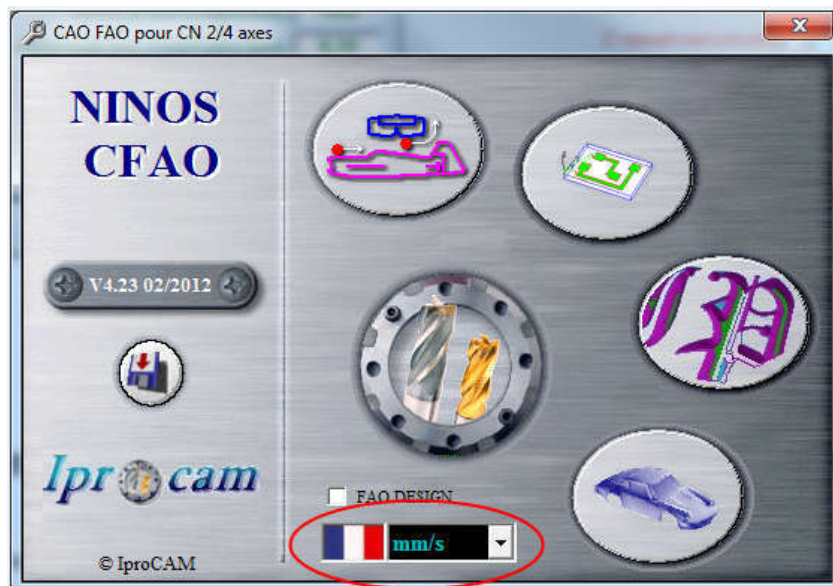 CAO FAO pour CN 2/4 axes
NINOS
CFAO
V4.23 02/2012
Ipr cam
FAO DESIGN
mm/s
© IproCAM